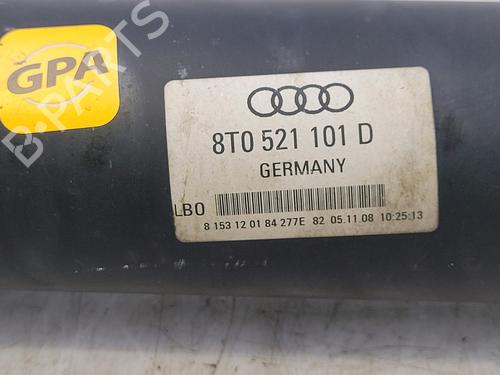 GPA
B-PARTS
8T0 521 101 D
GERMANY
LB0
8 153 12 01 84 277E 82 05.11.08 10:25:13